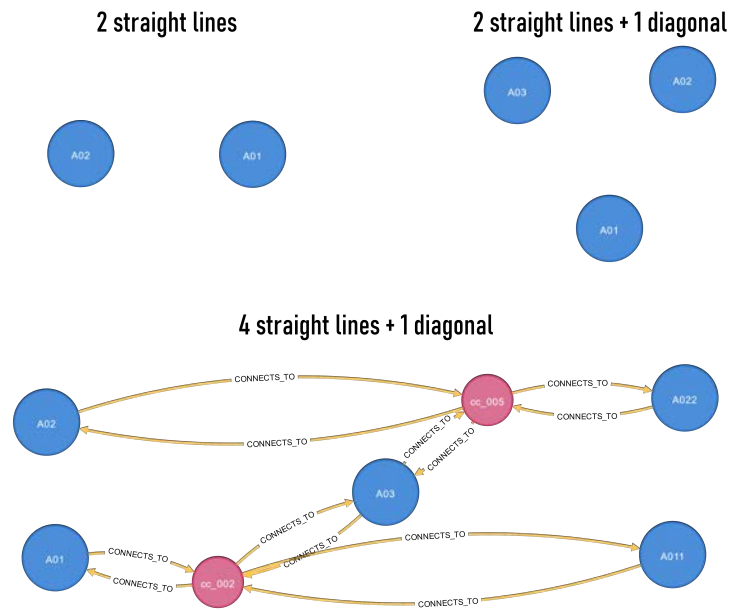 2 straight lines
2 straight lines + 1 diagonal
A03
A02
A02
A01
A01
4 straight lines + 1 diagonal
CONNECTS_TO
CONNECTS_TO
A02
cc_005
A022
CONNECTS_TO
CONNECTS_TO
CONNECTS_TO
CONNECTS_TO
A03
CONNECTS_TO
CONNECTS_TO
CONNECTS_TO
A01
CONNECTS_TO
A011
CONNECTS_TO
cc_002
CONNECTS_TO